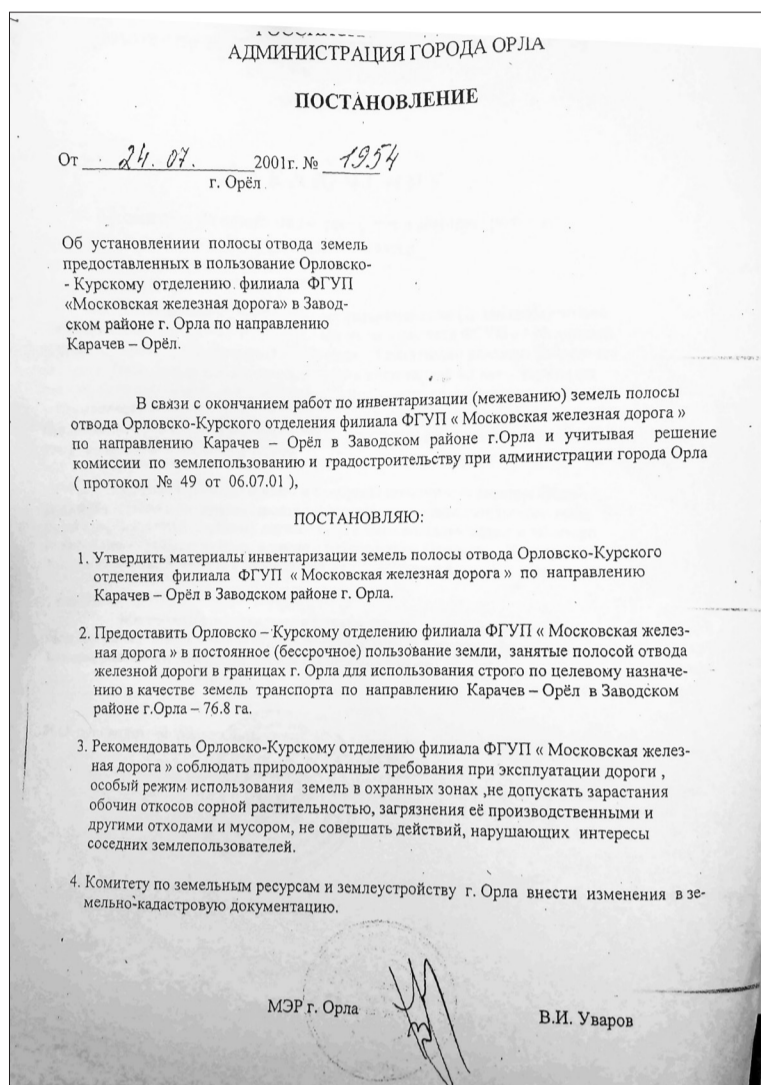 АДМИНИСТРАЦИЯ ГОРОДА ОРЛА
ПОСТАНОВЛЕНИЕ
От 24. 07. 2001г. № 1954
г. Орёл
Об установлениии полосы отвода земель
предоставленных в пользование Орловско-
- Курскому отделению филиала ФГУП
«Московская железная дорога» в Завод-
ском районе г. Орла по направлению
Карачев – Орёл.
В связи с окончанием работ по инвентаризации (межеванию) земель полосы
отвода Орловско-Курского отделения филиала ФГУП « Московская железная дорога »
по направлению Карачев – Орёл в Заводском районе г.Орла и учитывая решение
комиссии по землепользованию и градостроительству при администрации города Орла
( протокол № 49 от 06.07.01 ),
ПОСТАНОВЛЯЮ:
1. Утвердить материалы инвентаризации земель полосы отвода Орловско-Курского
отделения филиала ФГУП « Московская железная дорога » по направлению
Карачев – Орёл в Заводском районе г. Орла.
2. Предоставить Орловско – Курскому отделению филиала ФГУП « Московская желез-
ная дорога » в постоянное (бессрочное) пользование земли, занятые полосой отвода
железной дороги в границах г. Орла для использования строго по целевому назначе-
нию в качестве земель транспорта по направлению Карачев – Орёл в Заводском
районе г.Орла – 76.8 га.
3. Рекомендовать Орловско-Курскому отделению филиала ФГУП « Московская желез-
ная дорога » соблюдать природоохранные требования при эксплуатации дороги ,
особый режим использования земель в охранных зонах ,не допускать зарастания
обочин откосов сорной растительностью, загрязнения её производственными и
другими отходами и мусором, не совершать действий, нарушающих интересы
соседних землепользователей.
4. Комитету по земельным ресурсам и землеустройству г. Орла внести изменения в зе-
мельно-кадастровую документацию.
МЭР г. Орла
В.И. Уваров